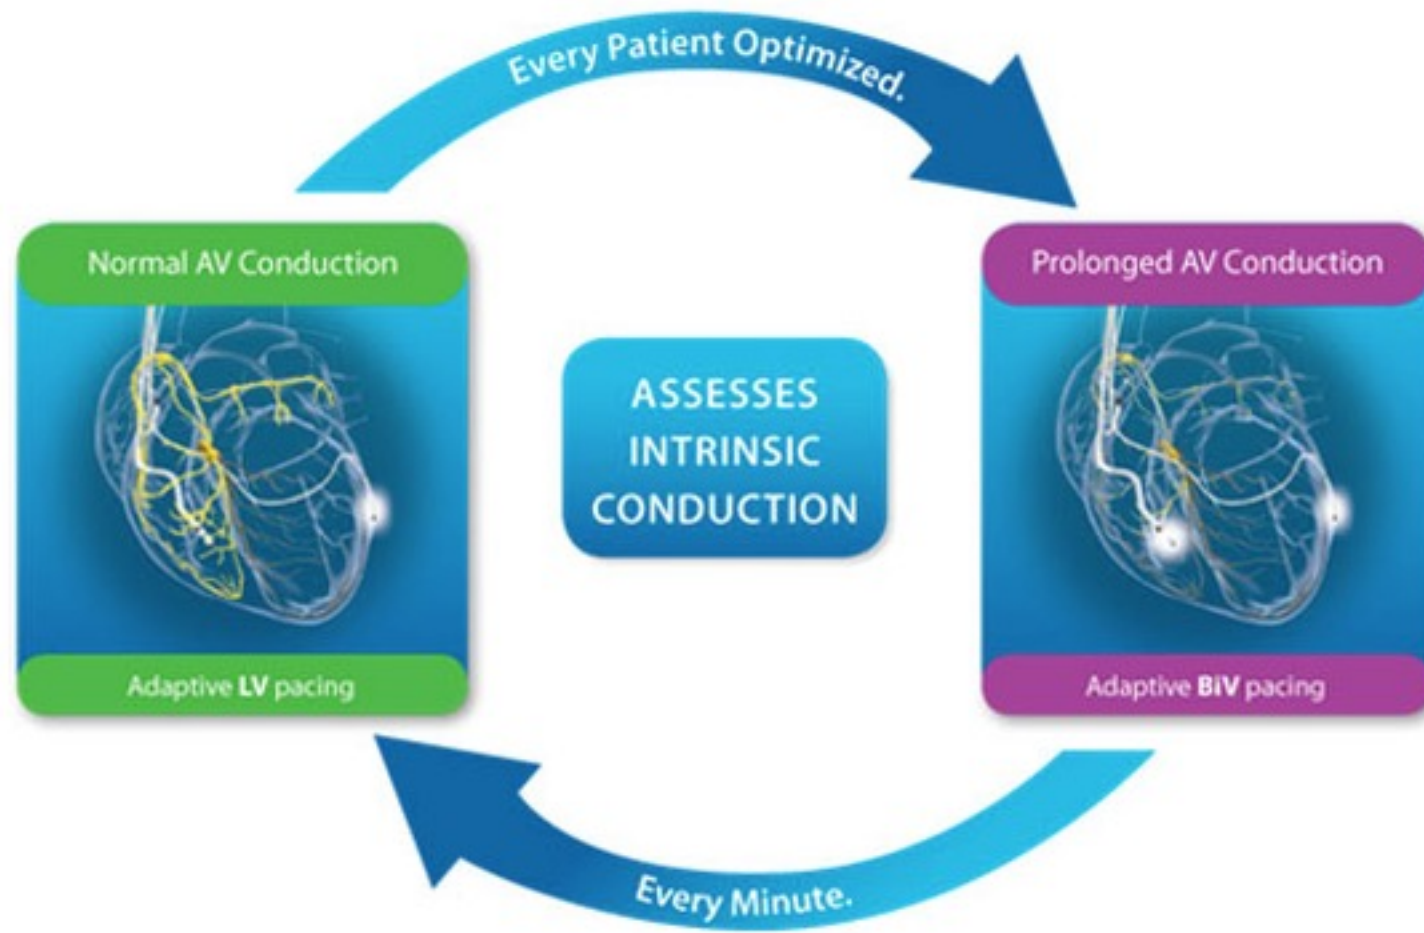 Every Patient Optimized.
Normal AV Conduction
Prolonged AV Conduction
ASSESSES
INTRINSIC
CONDUCTION
Adaptive LV pacing
Adaptive BiV pacing
Every Minute.